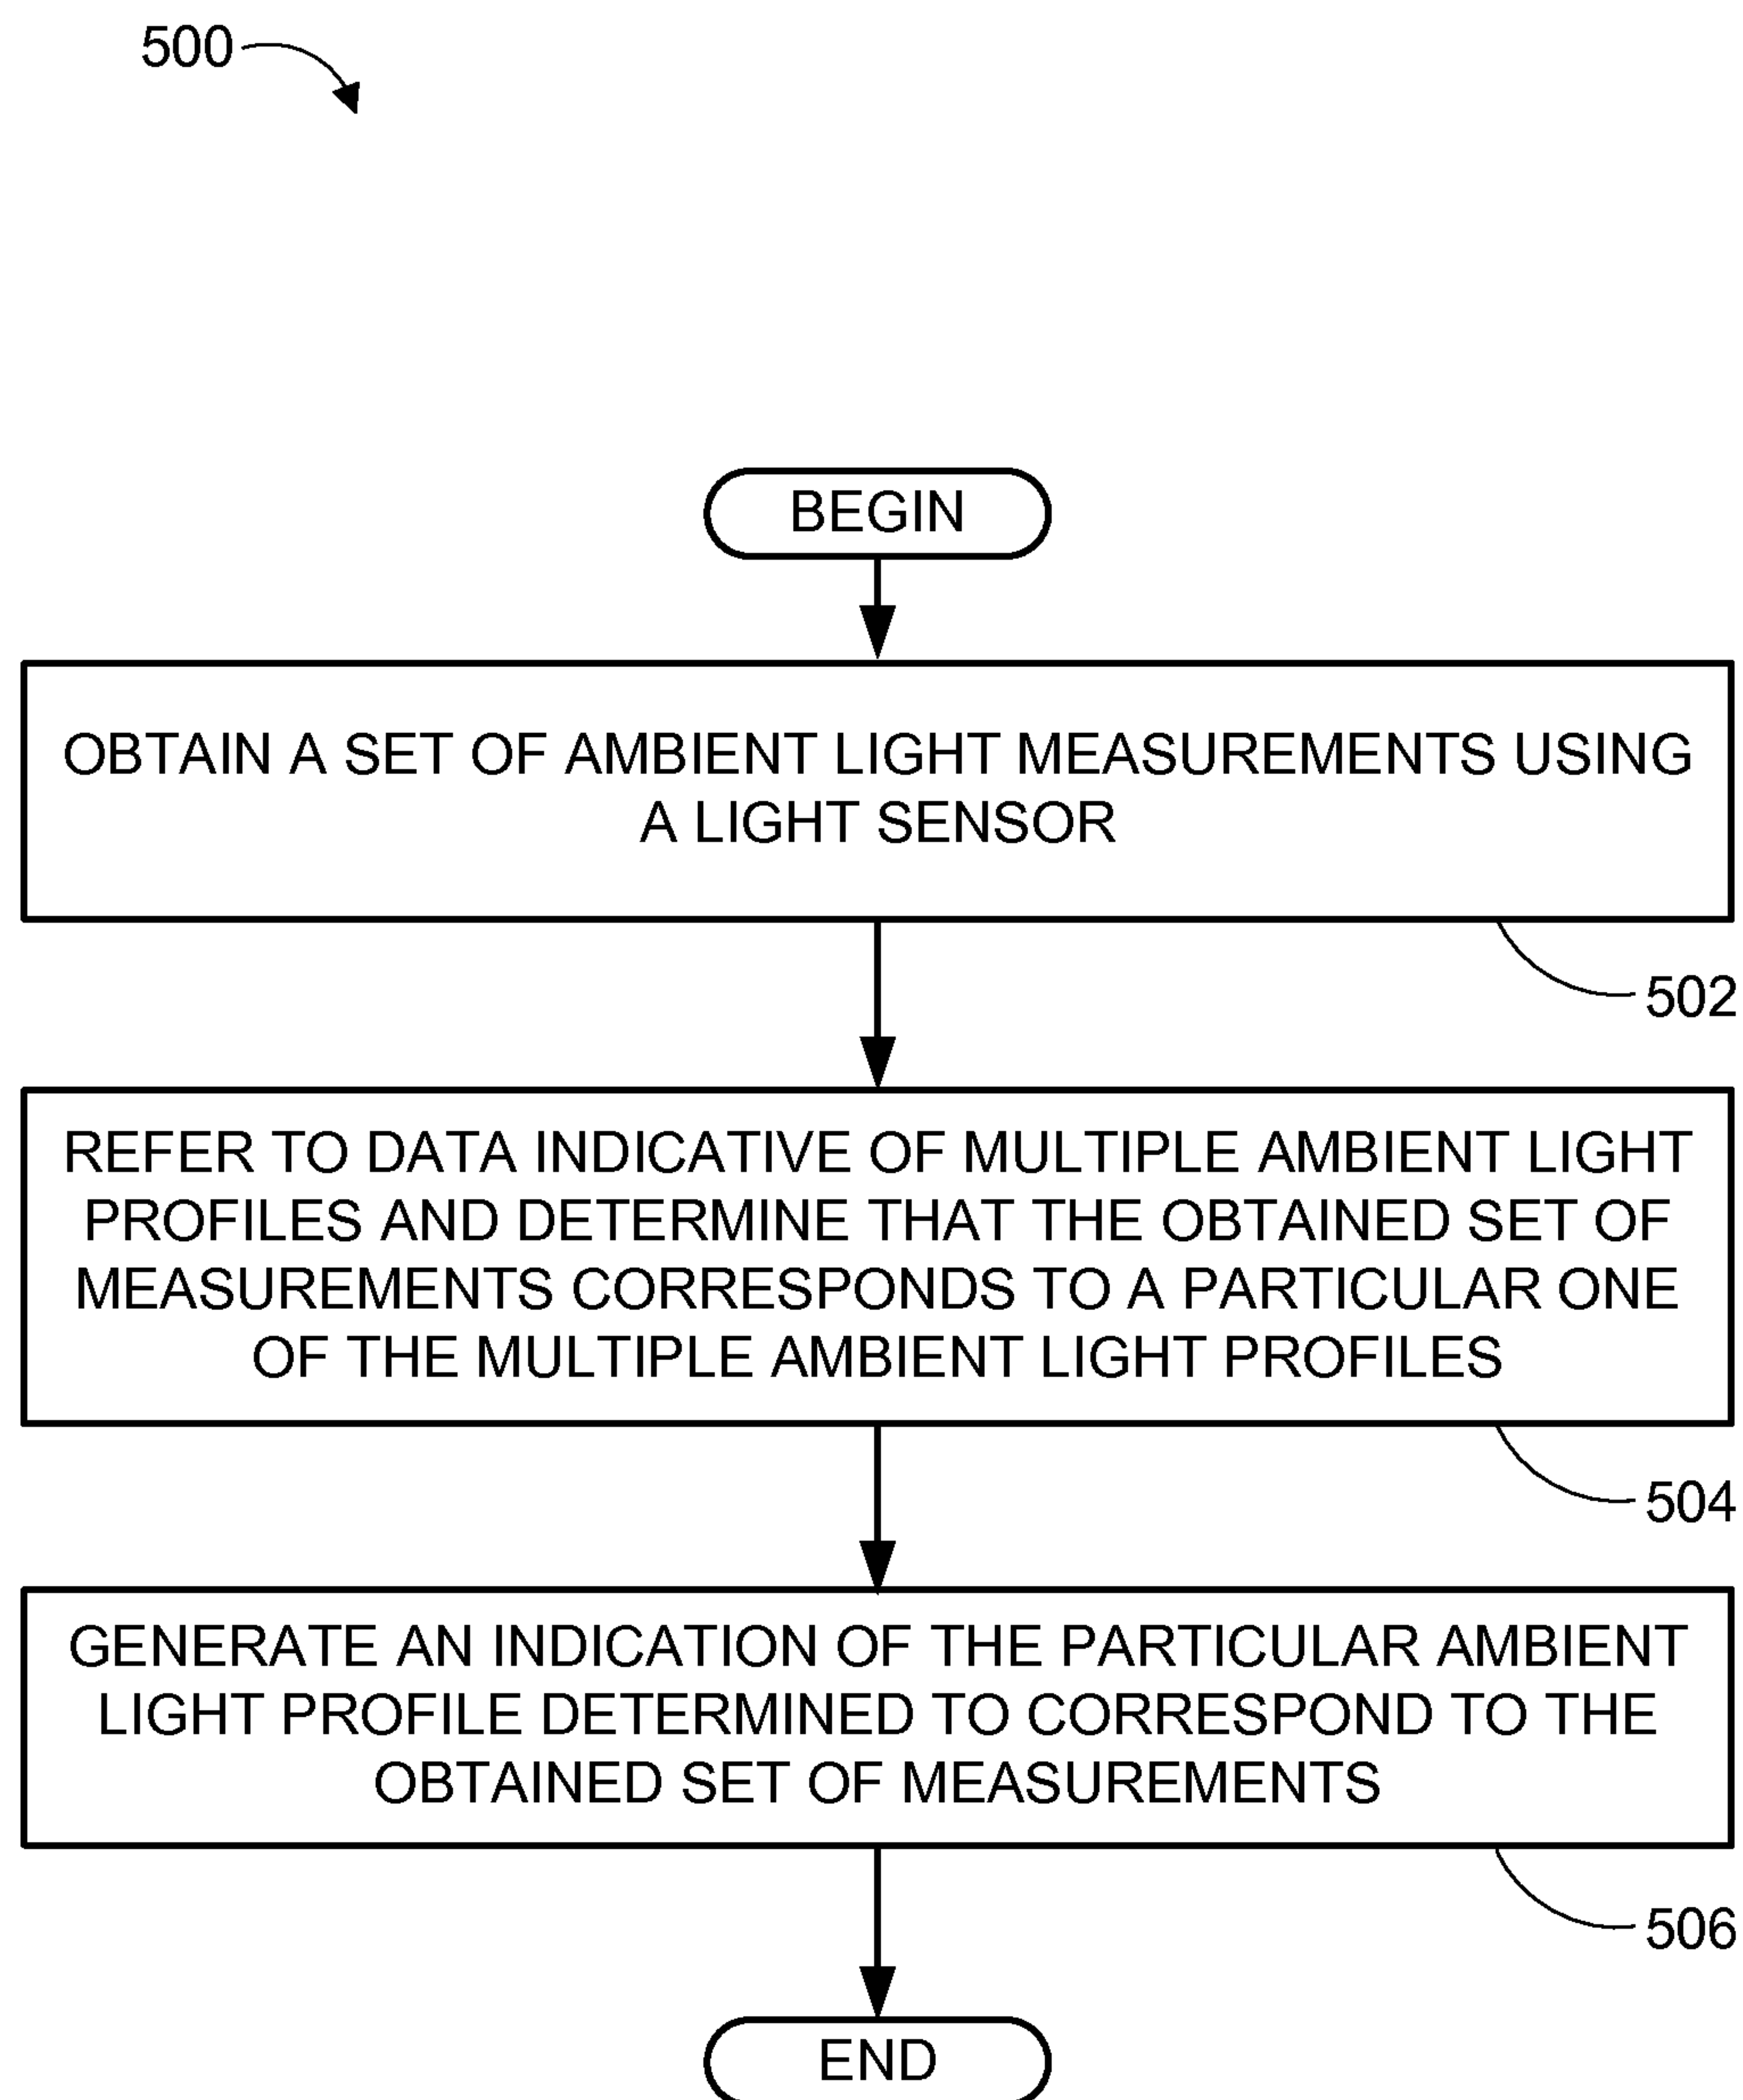 500
BEGIN
OBTAIN A SET OF AMBIENT LIGHT MEASUREMENTS USING
A LIGHT SENSOR
502
REFER TO DATA INDICATIVE OF MULTIPLE AMBIENT LIGHT
PROFILES AND DETERMINE THAT THE OBTAINED SET OF
MEASUREMENTS CORRESPONDS TO A PARTICULAR ONE
OF THE MULTIPLE AMBIENT LIGHT PROFILES
504
GENERATE AN INDICATION OF THE PARTICULAR AMBIENT
LIGHT PROFILE DETERMINED TO CORRESPOND TO THE
OBTAINED SET OF MEASUREMENTS
506
END